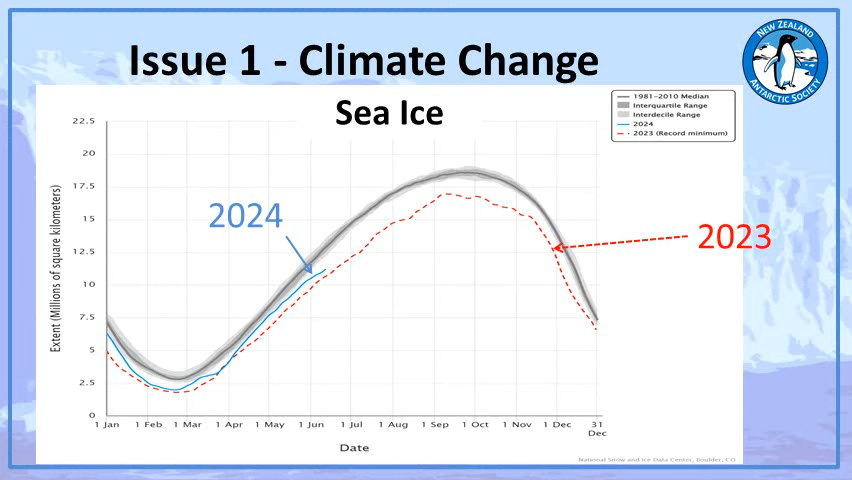 Issue 1 - Climate Change
NEW ZEALAND
ANTARCTIC SOCIETY
Sea Ice
1981-2010 Median
Interquartile Range
Interdecile Range
2024
2023 (Record minimum)
22.5
20
17.5
15
12.5
10
7.5
5
2.5
0
Extent (Millions of square kilometers)
2024
2023
1 Jan 1 Feb 1 Mar 1 Apr 1 May 1 Jun 1 Jul 1 Aug 1 Sep 1 Oct 1 Nov 1 Dec 31
Dec
Date
National Snow and Ice Data Center, Boulder, CO